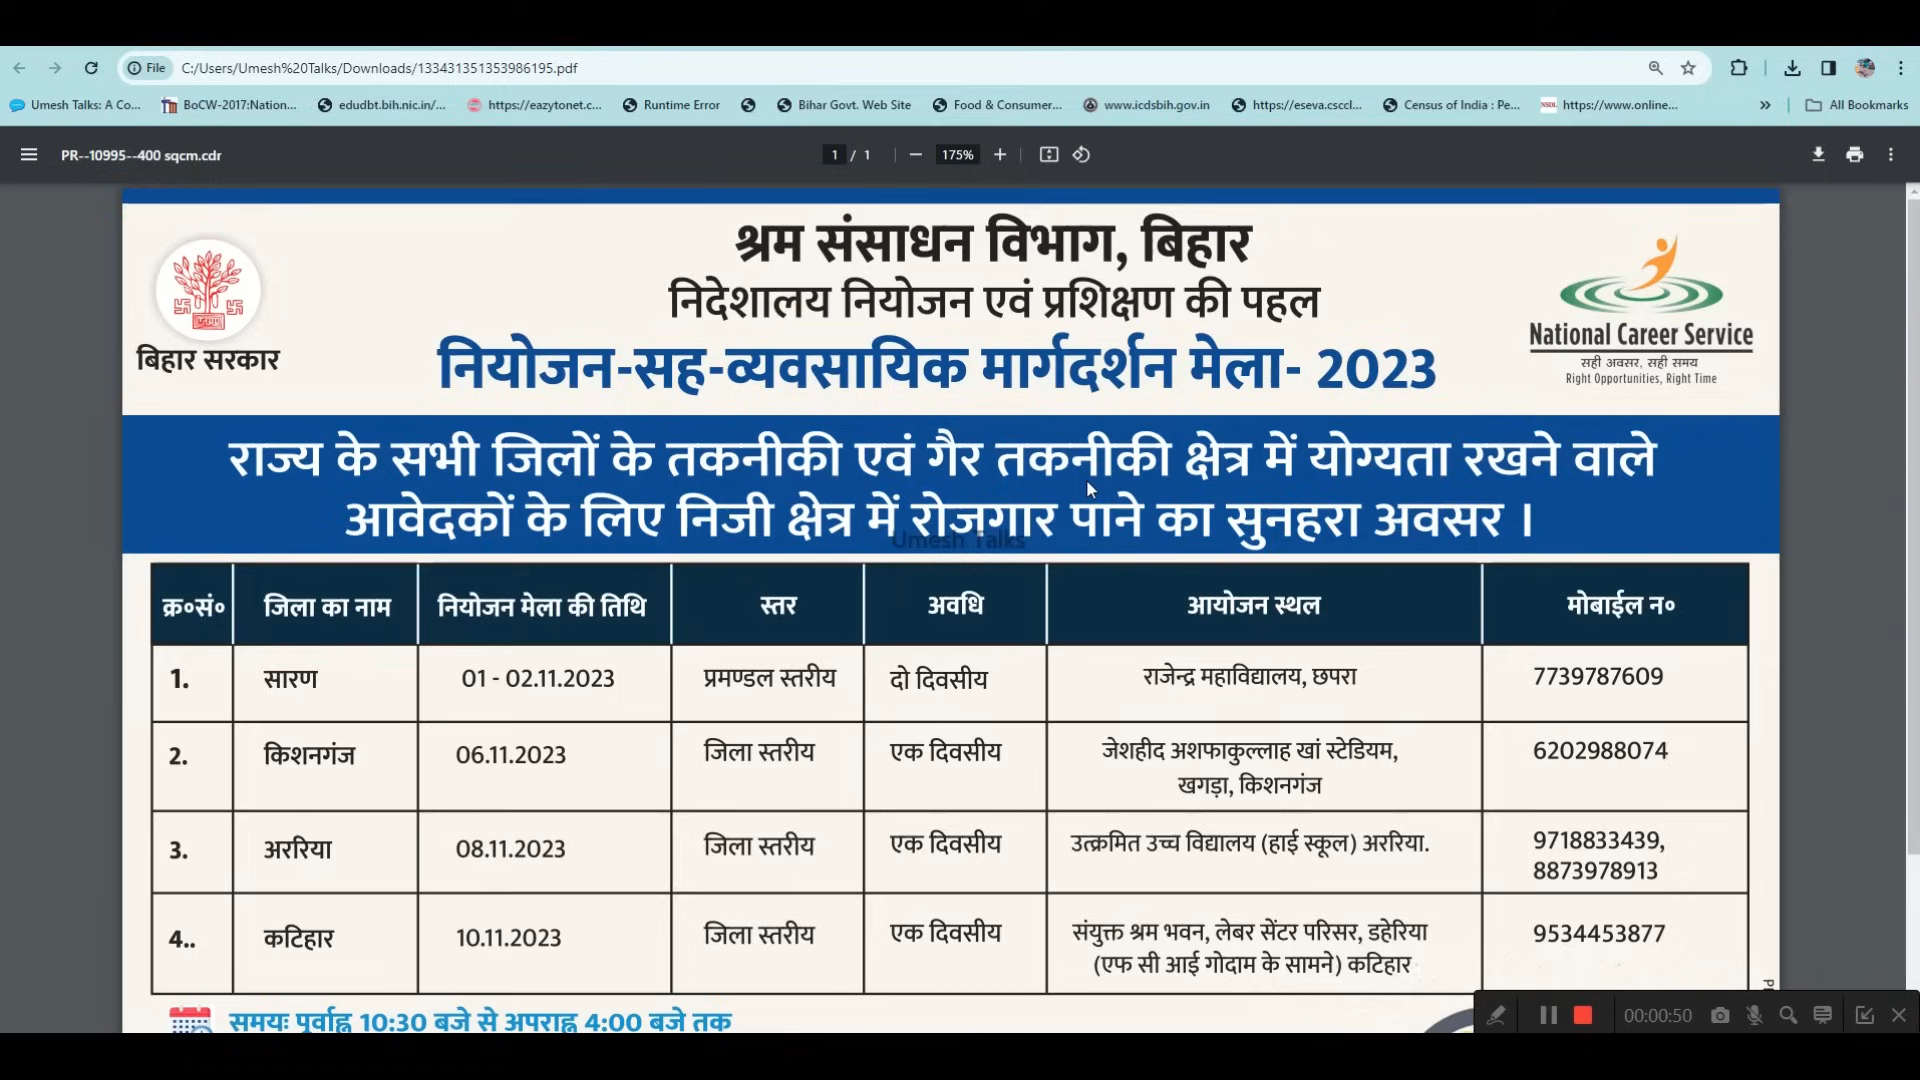 File C:/Users/Umesh%20Talks/Downloads/133431351353986195.pdf
Umesh Talks: A Co... BoCW-2017:Nation... edudbt.bih.nic.in/... https://eazytonet.c... Runtime Error Bihar Govt. Web Site Food & Consumer... www.icdsbih.gov.in https://eseva.csccl... Census of India : Pe... NSDL https://www.online... » All Bookmarks
PR--10995--400 sqcm.cdr 1 / 1 175%
श्रम संसाधन विभाग, बिहार
निदेशालय नियोजन एवं प्रशिक्षण की पहल
नियोजन-सह-व्यवसायिक मार्गदर्शन मेला- 2023
बिहार सरकार
National Career Service
सही अवसर, सही समय
Right Opportunities, Right Time
राज्य के सभी जिलों के तकनीकी एवं गैर तकनीकी क्षेत्र में योग्यता रखने वाले
आवेदकों के लिए निजी क्षेत्र में रोजगार पाने का सुनहरा अवसर ।
Umesh Talks
क्र०सं० जिला का नाम नियोजन मेला की तिथि स्तर अवधि आयोजन स्थल मोबाईल न०
1. सारण 01 - 02.11.2023 प्रमण्डल स्तरीय दो दिवसीय राजेन्द्र महाविद्यालय, छपरा 7739787609
2. किशनगंज 06.11.2023 जिला स्तरीय एक दिवसीय जेशहीद अशफाकुल्लाह खां स्टेडियम, 6202988074
खगड़ा, किशनगंज
3. अररिया 08.11.2023 जिला स्तरीय एक दिवसीय उत्क्रमित उच्च विद्यालय (हाई स्कूल) अररिया. 9718833439,
8873978913
4.. कटिहार 10.11.2023 जिला स्तरीय एक दिवसीय संयुक्त श्रम भवन, लेबर सेंटर परिसर, डहेरिया 9534453877
(एफ सी आई गोदाम के सामने) कटिहार
समयः पूर्वाह्न 10:30 बजे से अपराह्न 4:00 बजे तक
00:00:50